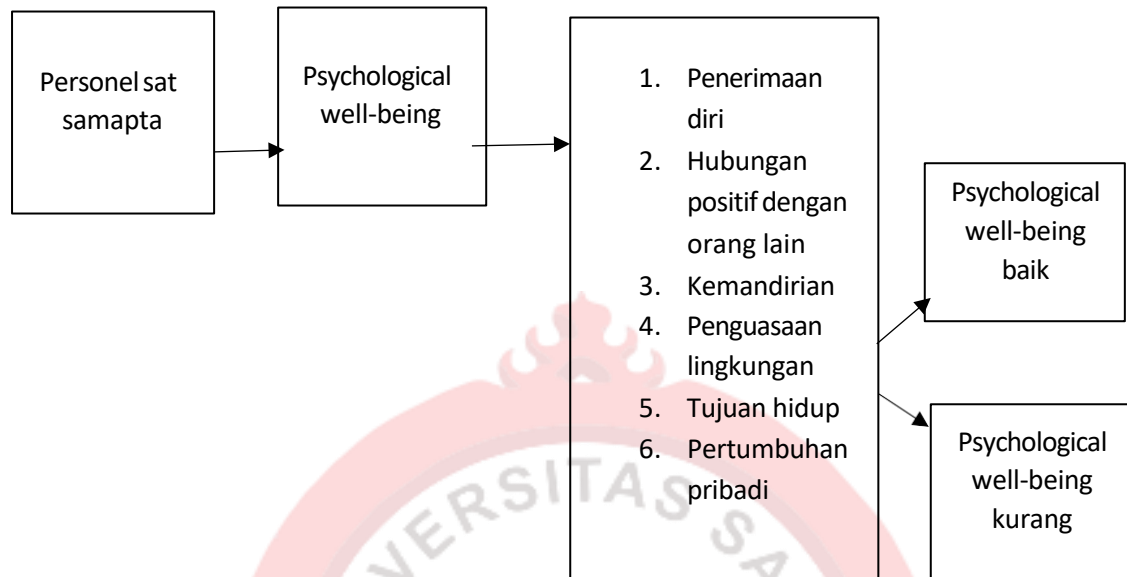 Personel sat
samapta
Psychological
well-being
1. Penerimaan
diri
2. Hubungan
positif dengan
orang lain
3. Kemandirian
4. Penguasaan
lingkungan
5. Tujuan hidup
6. Pertumbuhan
pribadi
Psychological
well-being
baik
Psychological
well-being
kurang